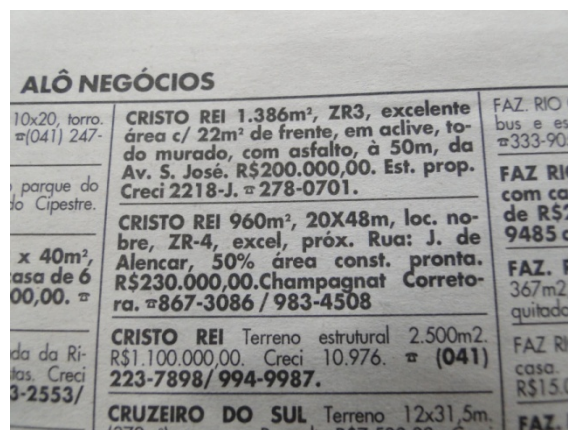 ALÔ NEGÓCIOS
10x20, torro.
☎(041) 247-
parque do
do Cipestre.
x 40m²,
casa de 6
00,00. ☎
da da Ri-
tas. Creci
3-2553/
CRISTO REI 1.386m², ZR3, excelente
área c/ 22m² de frente, em aclive, to-
do murado, com asfalto, à 50m, da
Av. S. José. R$200.000,00. Est. prop.
Creci 2218-J. ☎278-0701.
CRISTO REI 960m², 20X48m, loc. no-
bre, ZR-4, excel, próx. Rua: J. de
Alencar, 50% área const. pronta.
R$230.000,00.Champagnat Correto-
ra. ☎867-3086 / 983-4508
CRISTO REI Terreno estrutural 2.500m2.
R$1.100.000,00. Creci 10.976. ☎ (041)
223-7898/ 994-9987.
CRUZEIRO DO SUL Terreno 12x31,5m.
FAZ. RIO
bus e es
☎333-90
FAZ RI
com ca
de R$2
9485
FAZ.
367m2
quitado
FAZ RI
casa.
R$15.0
FAZ.